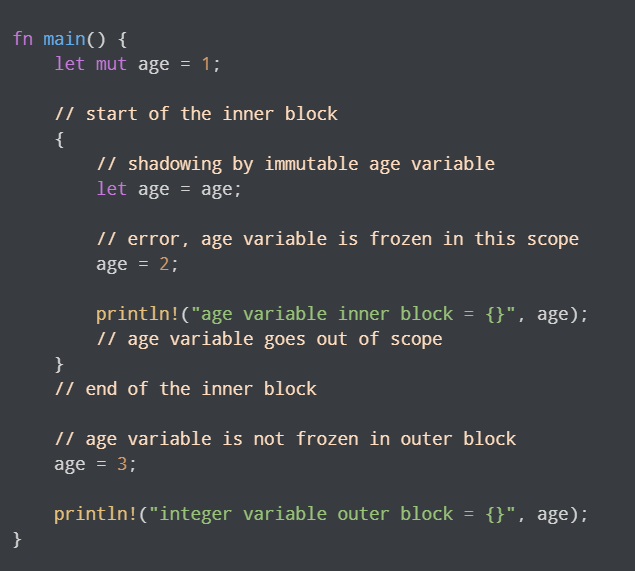 fn main() {
    let mut age = 1;
    // start of the inner block
    {
        // shadowing by immutable age variable
        let age = age;
        // error, age variable is frozen in this scope
        age = 2;
        println!("age variable inner block = {}", age);
        // age variable goes out of scope
    }
    // end of the inner block
    // age variable is not frozen in outer block
    age = 3;
    println!("integer variable outer block = {}", age);
}